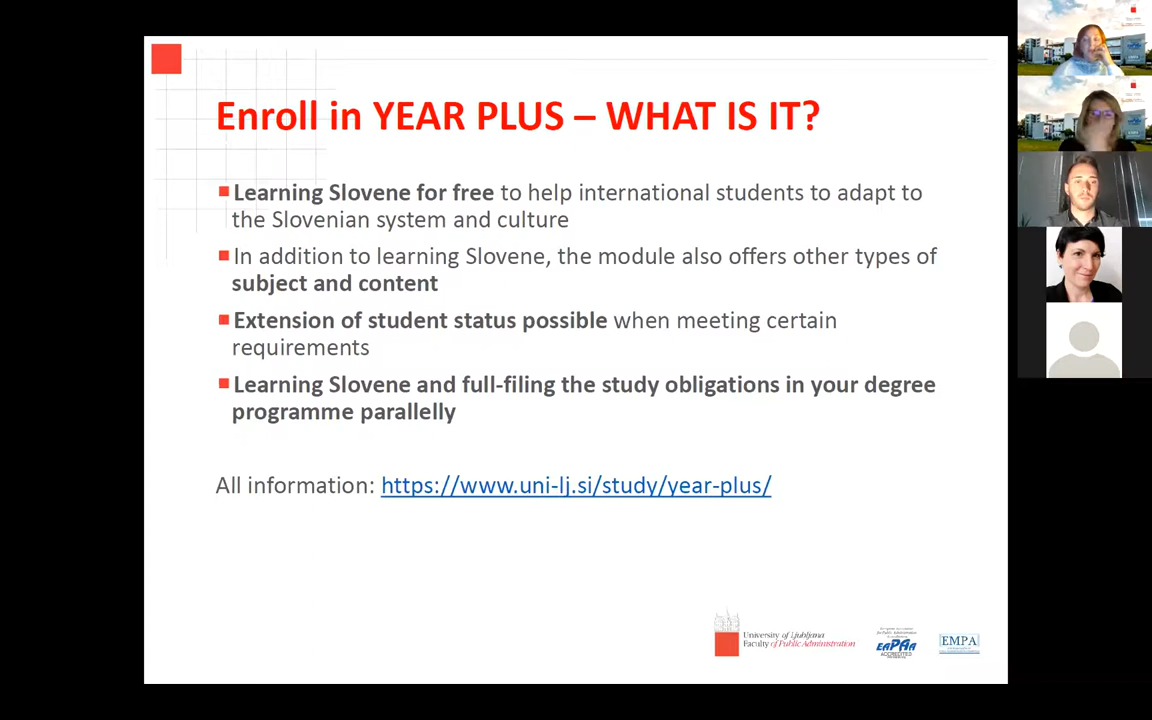 Enroll in YEAR PLUS – WHAT IS IT?
Learning Slovene for free to help international students to adapt to
the Slovenian system and culture
In addition to learning Slovene, the module also offers other types of
subject and content
Extension of student status possible when meeting certain
requirements
Learning Slovene and full-filing the study obligations in your degree
programme parallelly
All information: https://www.uni-lj.si/study/year-plus/
University of Ljubljana
Faculty of Public Administration
EAPAA
ACCREDITED
EMPA